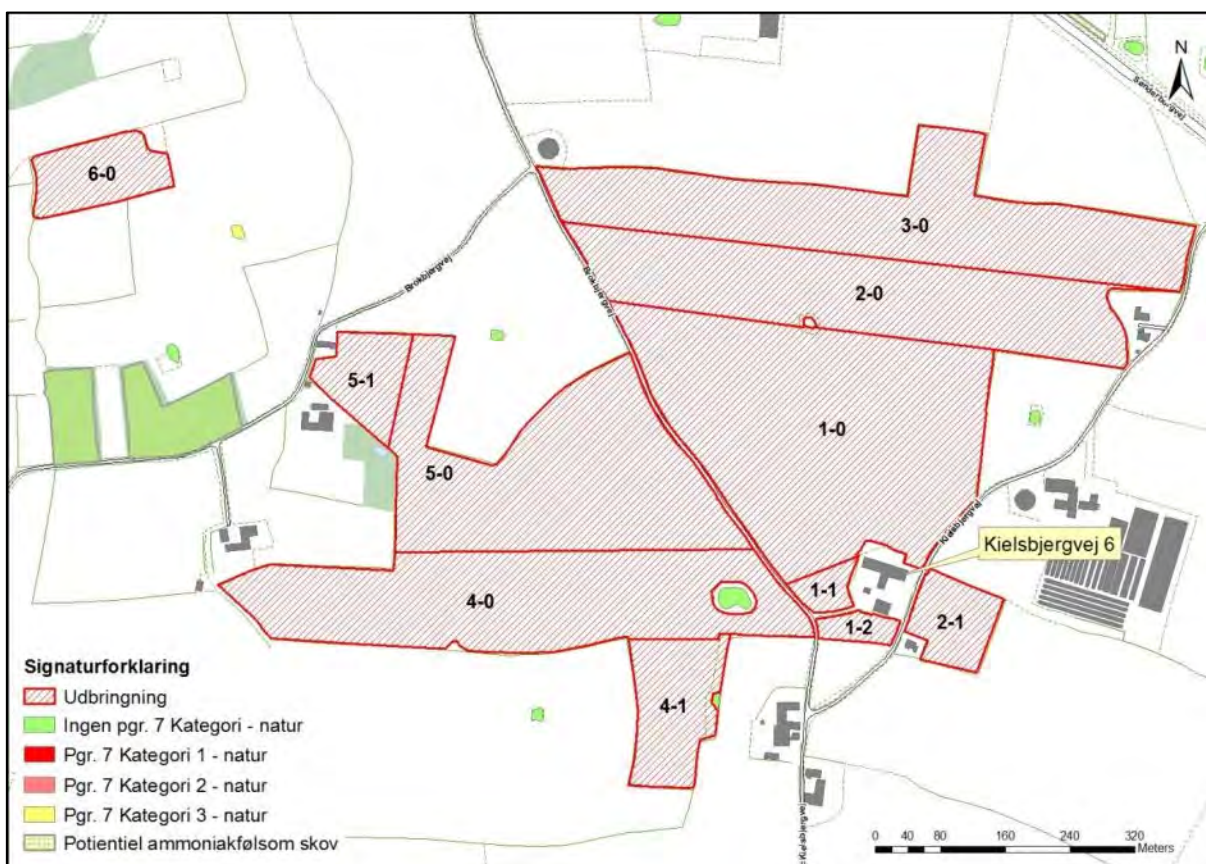 N
Sønderborgvej
6-0
3-0
Brokbjergvej
Brokbjergvej
2-0
5-1
1-0
5-0
Kielsbjergvej
Kielsbjergvej 6
1-1
4-0
1-2
2-1
4-1
Signaturforklaring
Udbringning
Ingen pgr. 7 Kategori - natur
Pgr. 7 Kategori 1 - natur
Pgr. 7 Kategori 2 - natur
Pgr. 7 Kategori 3 - natur
Potientiel ammoniakfølsom skov
0 40 80 160 240 320
Meters